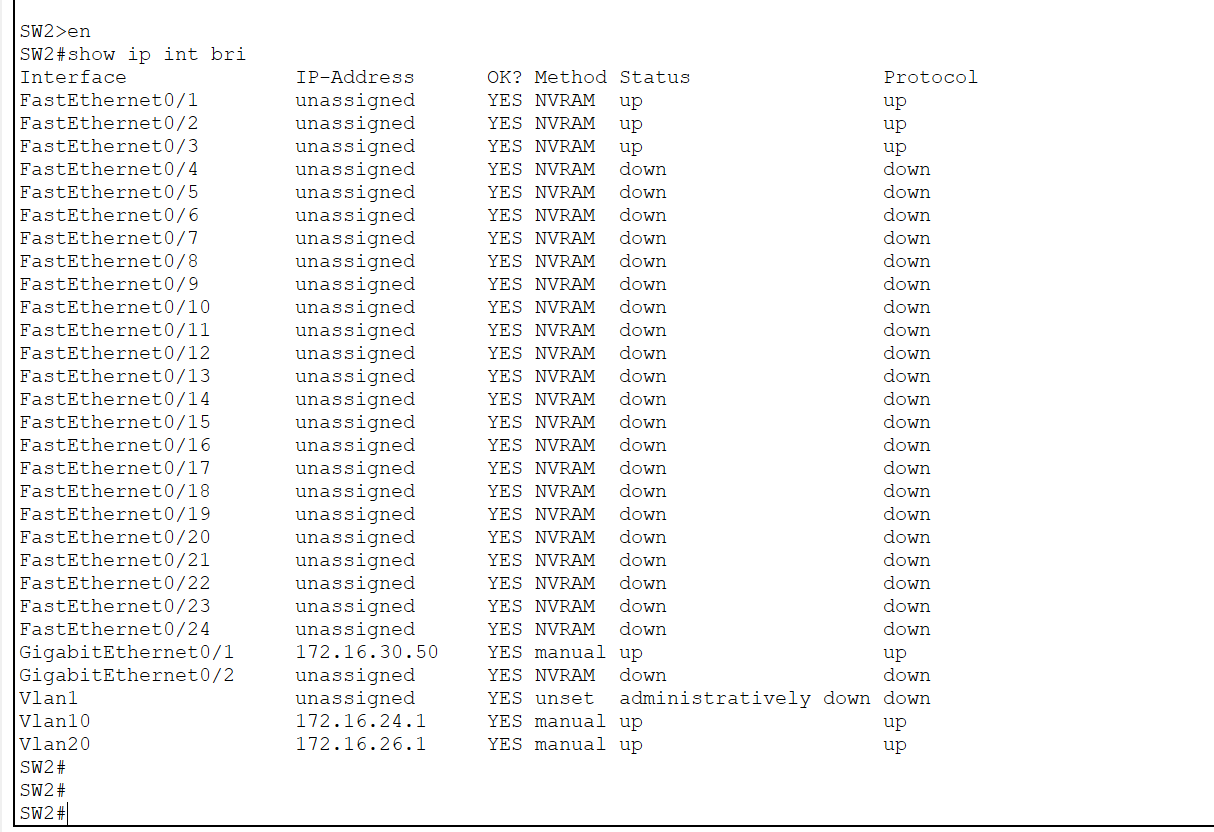 SW2>en
SW2#show ip int bri
Interface IP-Address OK? Method Status Protocol
FastEthernet0/1 unassigned YES NVRAM up up
FastEthernet0/2 unassigned YES NVRAM up up
FastEthernet0/3 unassigned YES NVRAM up up
FastEthernet0/4 unassigned YES NVRAM down down
FastEthernet0/5 unassigned YES NVRAM down down
FastEthernet0/6 unassigned YES NVRAM down down
FastEthernet0/7 unassigned YES NVRAM down down
FastEthernet0/8 unassigned YES NVRAM down down
FastEthernet0/9 unassigned YES NVRAM down down
FastEthernet0/10 unassigned YES NVRAM down down
FastEthernet0/11 unassigned YES NVRAM down down
FastEthernet0/12 unassigned YES NVRAM down down
FastEthernet0/13 unassigned YES NVRAM down down
FastEthernet0/14 unassigned YES NVRAM down down
FastEthernet0/15 unassigned YES NVRAM down down
FastEthernet0/16 unassigned YES NVRAM down down
FastEthernet0/17 unassigned YES NVRAM down down
FastEthernet0/18 unassigned YES NVRAM down down
FastEthernet0/19 unassigned YES NVRAM down down
FastEthernet0/20 unassigned YES NVRAM down down
FastEthernet0/21 unassigned YES NVRAM down down
FastEthernet0/22 unassigned YES NVRAM down down
FastEthernet0/23 unassigned YES NVRAM down down
FastEthernet0/24 unassigned YES NVRAM down down
GigabitEthernet0/1 172.16.30.50 YES manual up up
GigabitEthernet0/2 unassigned YES NVRAM down down
Vlan1 unassigned YES unset administratively down down
Vlan10 172.16.24.1 YES manual up up
Vlan20 172.16.26.1 YES manual up up
SW2#
SW2#
SW2#